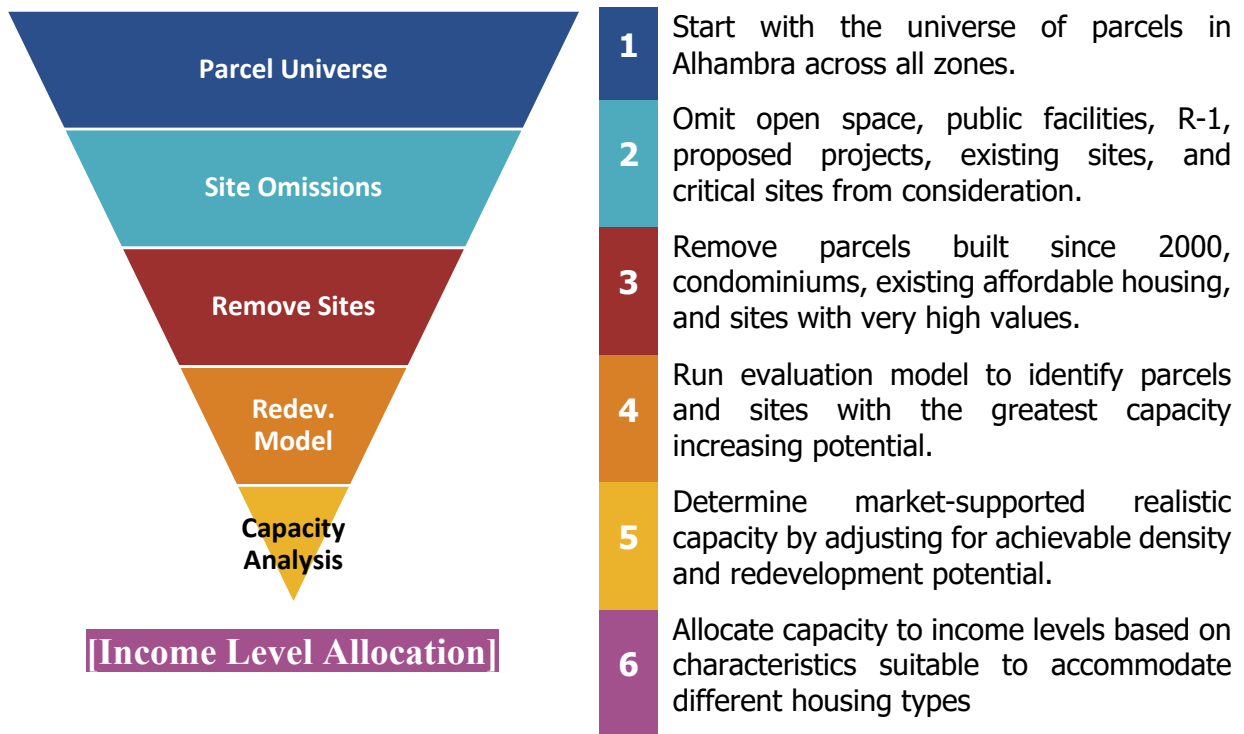 Parcel Universe
Site Omissions
Remove Sites
Redev.
Model
Capacity
Analysis
[Income Level Allocation]
1
Start with the universe of parcels in
Alhambra across all zones.
2
Omit open space, public facilities, R-1,
proposed projects, existing sites, and
critical sites from consideration.
3
Remove parcels built since 2000,
condominiums, existing affordable housing,
and sites with very high values.
4
Run evaluation model to identify parcels
and sites with the greatest capacity
increasing potential.
5
Determine market-supported realistic
capacity by adjusting for achievable density
and redevelopment potential.
6
Allocate capacity to income levels based on
characteristics suitable to accommodate
different housing types